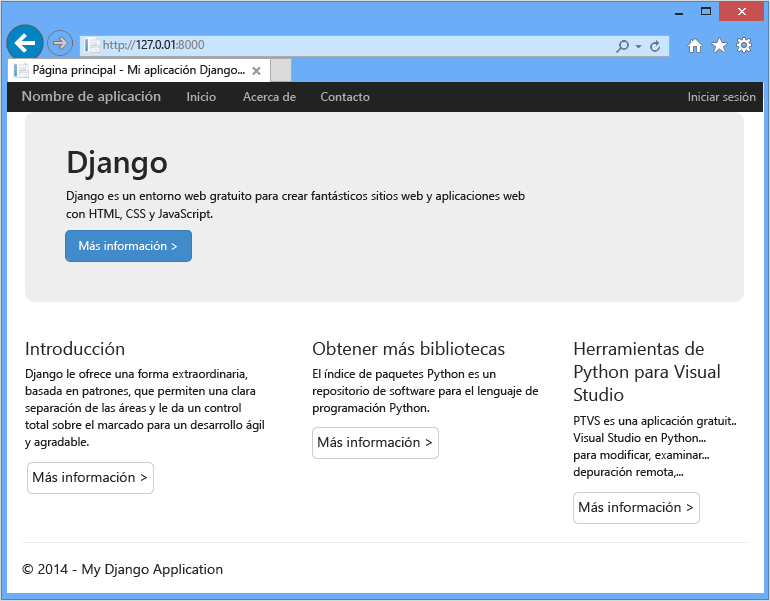 http://127.0.01:8000
Página principal - Mi aplicación Django...
Nombre de aplicación Inicio Acerca de Contacto Iniciar sesión
Django
Django es un entorno web gratuito para crear fantásticos sitios web y aplicaciones web
con HTML, CSS y JavaScript.
Más información >
Introducción
Django le ofrece una forma extraordinaria,
basada en patrones, que permiten una clara
separación de las áreas y le da un control
total sobre el marcado para un desarrollo ágil
y agradable.
Más información >
Obtener más bibliotecas
El índice de paquetes Python es un
repositorio de software para el lenguaje de
programación Python.
Más información >
Herramientas de
Python para Visual
Studio
PTVS es una aplicación gratuit..
Visual Studio en Python...
para modificar, examinar...
depuración remota,...
Más información >
© 2014 - My Django Application